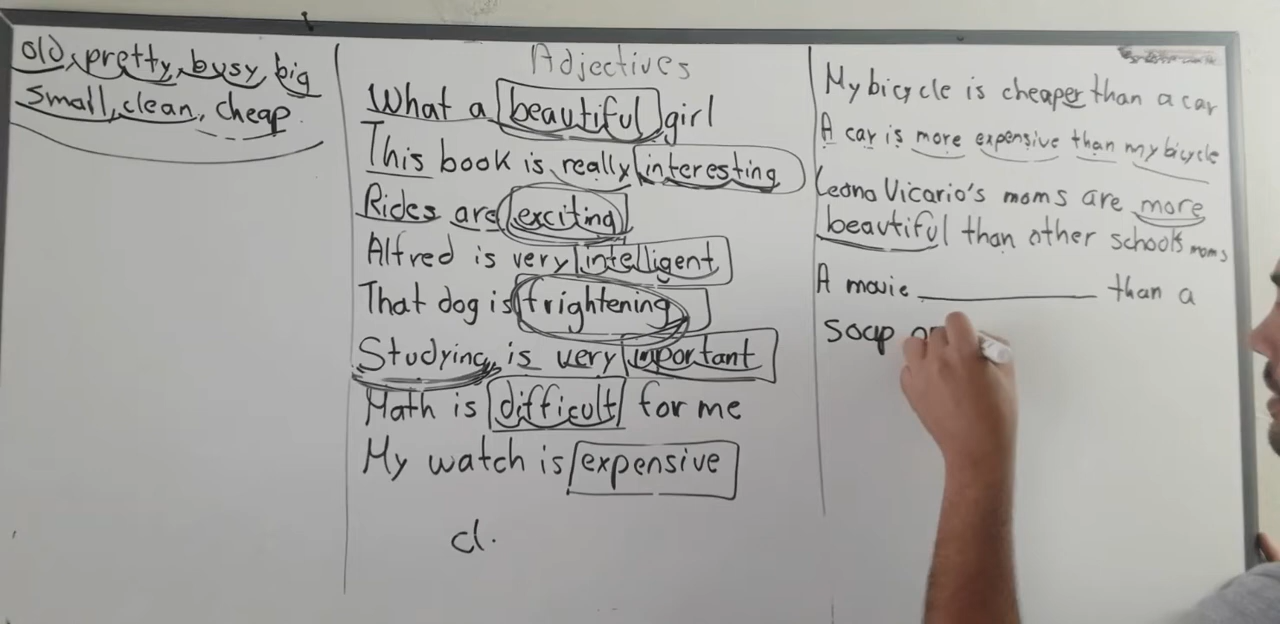 old, pretty, busy, big
small, clean, cheap.
Adjectives
What a beautiful girl
This book is really interesting
Rides are exciting
Alfred is very intelligent
That dog is frightening
Studying is very important
Math is difficult for me
My watch is expensive
d.
My bicycle is cheaper than a car
A car is more expensive than my bicycle
Leona Vicario's moms are more
beautiful than other schools moms
A movie ____________ than a
soap